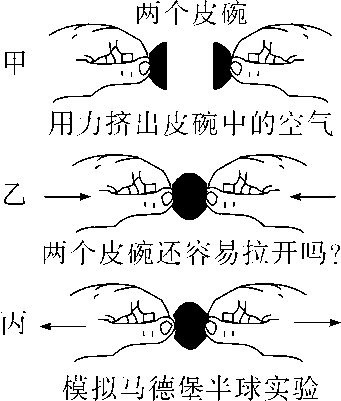 两个皮碗
甲
用力挤出皮碗中的空气
乙
两个皮碗还容易拉开吗?
丙
模拟马德堡半球实验